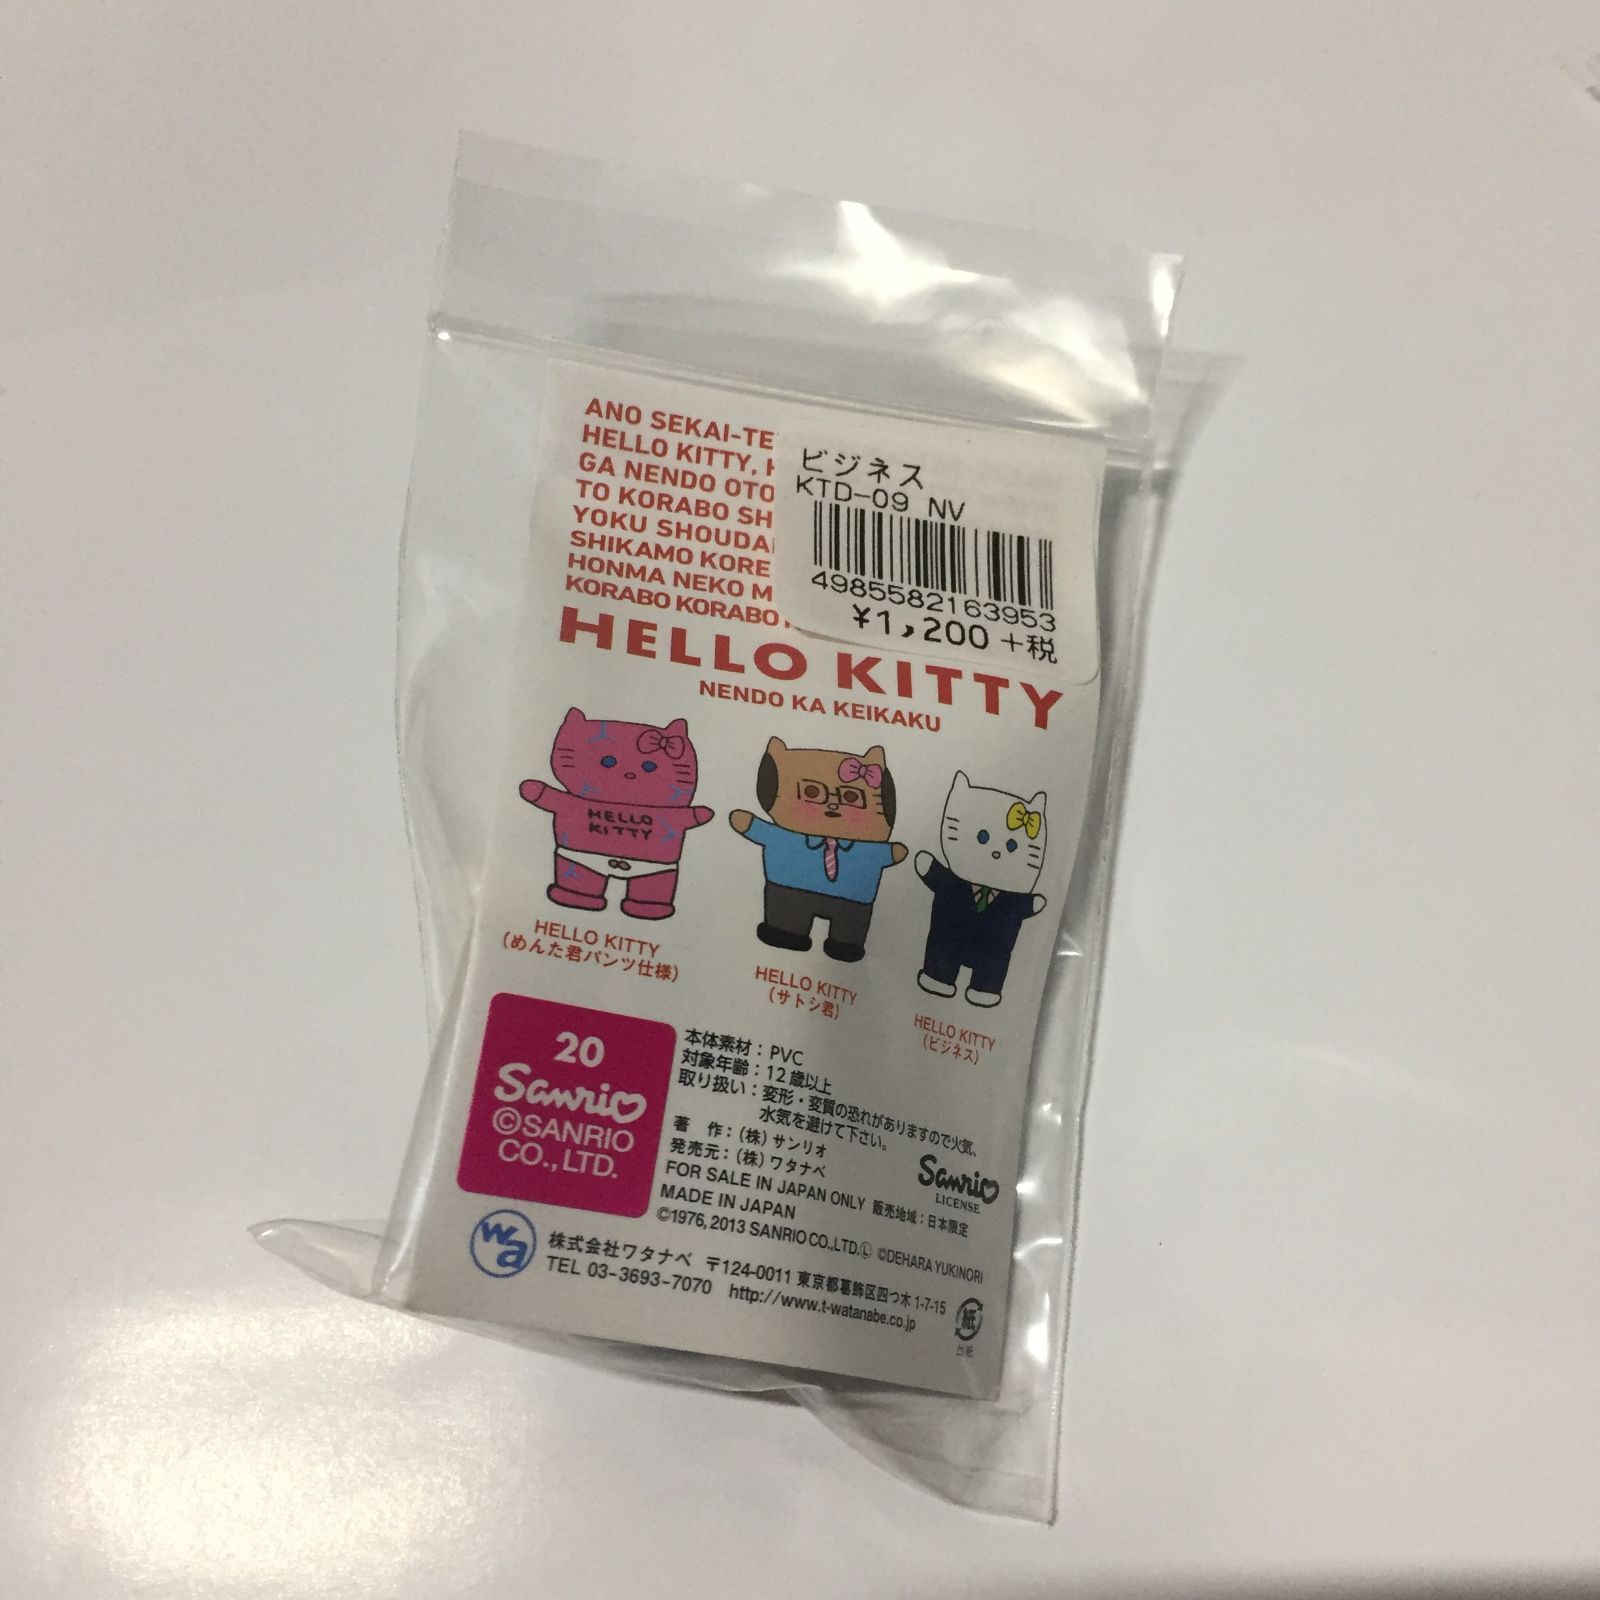 ANO SEKAI-TE
HELLO KITTY,
GA NENDO OTO
TO KORABO SH
YOKU SHOUDA
SHIKAMO KORE
HONMA NEKO M
KORABO KORABO
ビジネス
KTD-09 NV
4985582163953
¥1,200+税
HELLO KITTY
NENDO KA KEIKAKU
HELLO
KITTY
HELLO KITTY
(めんた君パンツ仕様)
HELLO KITTY
(サトシ君)
HELLO KITTY
(ビジネス)
20
Sanrio
©SANRIO
CO.,LTD.
本体素材:PVC
対象年齢:12歳以上
取り扱い:変形・変質の恐れがありますので火気、
水気を避けて下さい。
著 作:(株)サンリオ
発売元:(株)ワタナベ
FOR SALE IN JAPAN ONLY 販売地域:日本限定
MADE IN JAPAN
©1976, 2013 SANRIO CO.,LTD.Ⓛ ©DEHARA YUKINORI
Sanrio
LICENSE
wa
株式会社ワタナベ 〒124-0011 東京都葛飾区四つ木1-7-15
TEL 03-3693-7070 http://www.t-watanabe.co.jp
紙
台紙